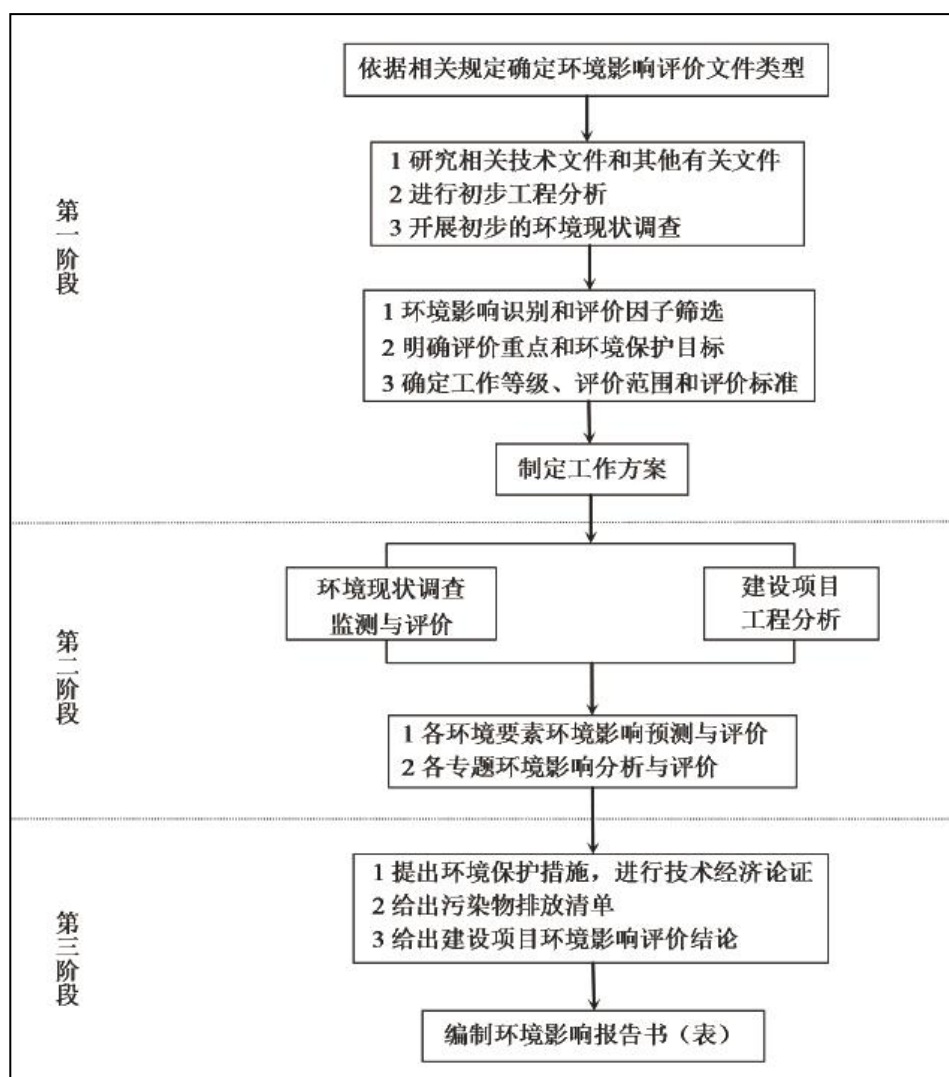 依据相关规定确定环境影响评价文件类型
1 研究相关技术文件和其他有关文件
2 进行初步工程分析
3 开展初步的环境现状调查
第一阶段
1 环境影响识别和评价因子筛选
2 明确评价重点和环境保护目标
3 确定工作等级、评价范围和评价标准
制定工作方案
环境现状调查
监测与评价
建设项目
工程分析
第二阶段
1 各环境要素环境影响预测与评价
2 各专题环境影响分析与评价
1 提出环境保护措施，进行技术经济论证
2 给出污染物排放清单
3 给出建设项目环境影响评价结论
第三阶段
编制环境影响报告书（表）